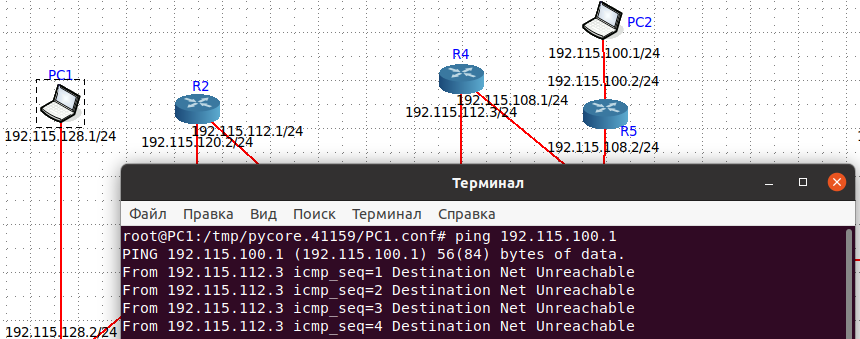 PC2
192.115.100.1/24
R4
PC1
R2
192.115.100.2/24
192.115.108.1/24
192.115.112.3/24
192.115.128.1/24
192.115.112.1/24
R5
192.115.120.2/24
192.115.108.2/24
Терминал
Файл Правка Вид Поиск Терминал Справка
root@PC1:/tmp/pycore.41159/PC1.conf# ping 192.115.100.1
PING 192.115.100.1 (192.115.100.1) 56(84) bytes of data.
From 192.115.112.3 icmp_seq=1 Destination Net Unreachable
From 192.115.112.3 icmp_seq=2 Destination Net Unreachable
From 192.115.112.3 icmp_seq=3 Destination Net Unreachable
From 192.115.112.3 icmp_seq=4 Destination Net Unreachable
192.115.128.2/24